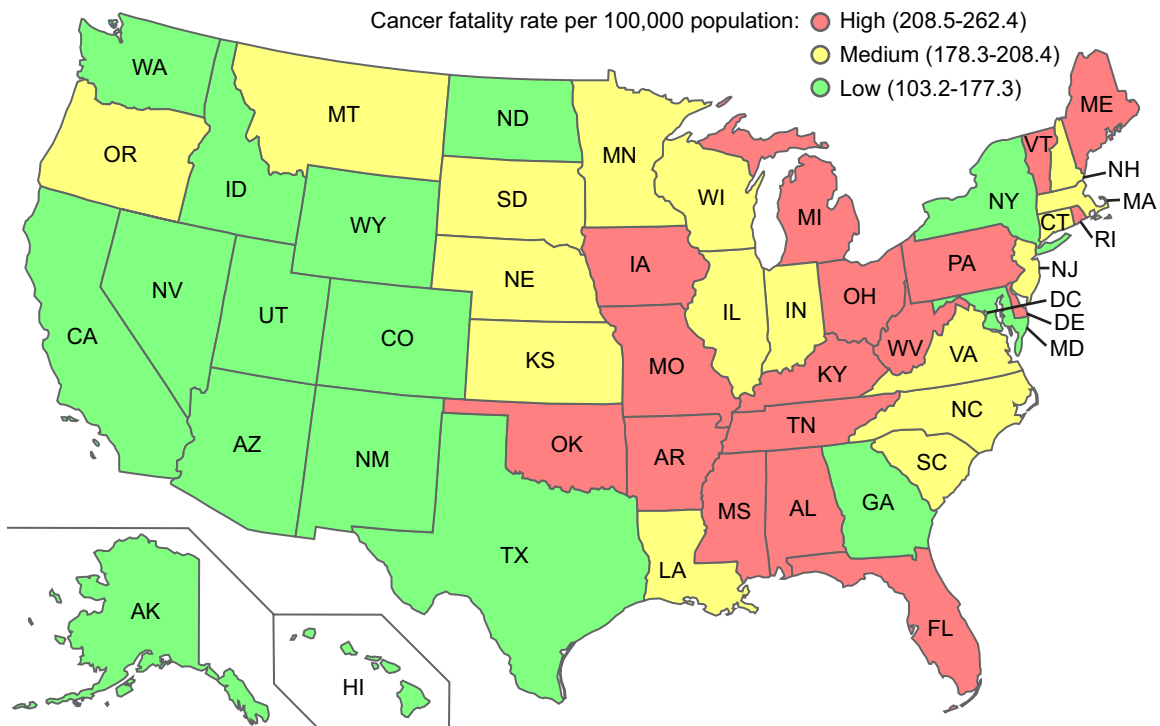 Cancer fatality rate per 100,000 population:
High (208.5-262.4)
Medium (178.3-208.4)
Low (103.2-177.3)
WA
ME
MT
ND
VT
OR
MN
NH
ID
SD
WI
NY
MA
WY
MI
CT
RI
IA
PA
NE
NJ
NV
OH
IL
IN
DC
UT
DE
CA
CO
MD
WV
VA
KS
MO
KY
NC
TN
AZ
NM
OK
AR
SC
MS
AL
GA
TX
LA
AK
FL
HI